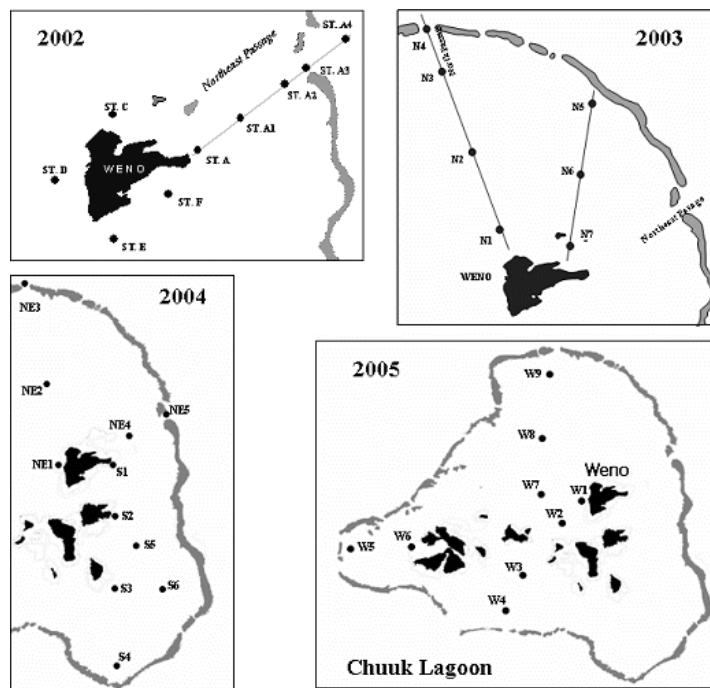 2002
ST. A4
Northeast Passage
ST. A3
ST. A2
ST. C
ST. A1
WENO
ST. A
ST. D
ST. F
ST. E
2003
N4
N3
N5
N2
N6
Northeast Passage
N1
N7
WENO
2004
NE3
NE2
NE5
NE4
NE1
S1
S2
S5
S3
S6
S4
2005
W9
W8
Weno
W7
W1
W2
W5
W6
W3
W4
Chuuk Lagoon